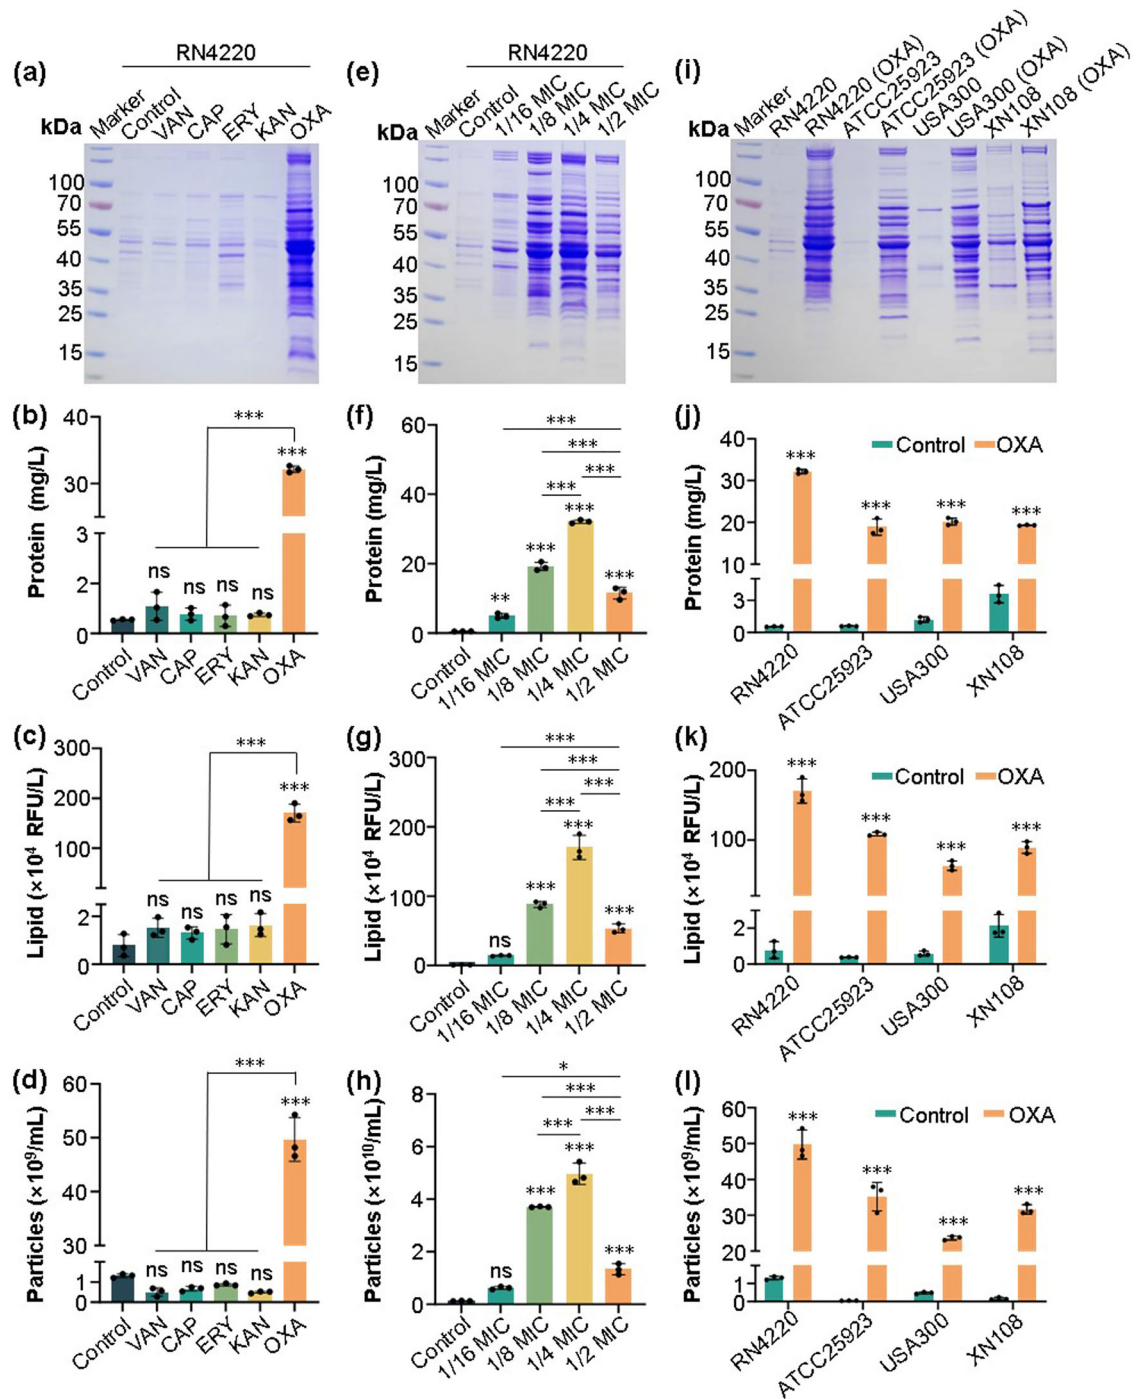 RN4220
(a)
kDa
Marker
Control
VAN
CAP
ERY
KAN
OXA
100
70
55
40
35
25
15
RN4220
(e)
kDa
Marker
Control
1/16 MIC
1/8 MIC
1/4 MIC
1/2 MIC
100
70
55
40
35
25
15
(i)
kDa
Marker
RN4220
RN4220 (OXA)
ATCC25923
ATCC25923 (OXA)
USA300
USA300 (OXA)
XN108
XN108 (OXA)
100
70
55
40
35
25
15
(b)
Protein (mg/L)
40
30
3
2
0
ns
ns
ns
ns
***
***
Control
VAN
CAP
ERY
KAN
OXA
(f)
Protein (mg/L)
60
40
20
0
**
***
***
***
***
***
***
***
Control
1/16 MIC
1/8 MIC
1/4 MIC
1/2 MIC
(j)
Control
OXA
Protein (mg/L)
40
30
20
10
3
0
***
***
***
***
RN4220
ATCC25923
USA300
XN108
(c)
Lipid (×10⁴ RFU/L)
300
200
100
2
0
ns
ns
ns
ns
***
***
Control
VAN
CAP
ERY
KAN
OXA
(g)
Lipid (×10⁴ RFU/L)
300
200
100
0
ns
***
***
***
***
***
***
***
Control
1/16 MIC
1/8 MIC
1/4 MIC
1/2 MIC
(k)
Control
OXA
Lipid (×10⁴ RFU/L)
200
100
2
0
***
***
***
***
RN4220
ATCC25923
USA300
XN108
(d)
Particles (×10⁹/mL)
60
50
40
30
1
0
ns
ns
ns
ns
***
***
Control
VAN
CAP
ERY
KAN
OXA
(h)
Particles (×10¹⁰/mL)
8
6
4
2
0
ns
***
***
***
*
***
***
***
Control
1/16 MIC
1/8 MIC
1/4 MIC
1/2 MIC
(l)
Control
OXA
Particles (×10⁹/mL)
60
50
40
30
20
1
0
***
***
***
***
RN4220
ATCC25923
USA300
XN108